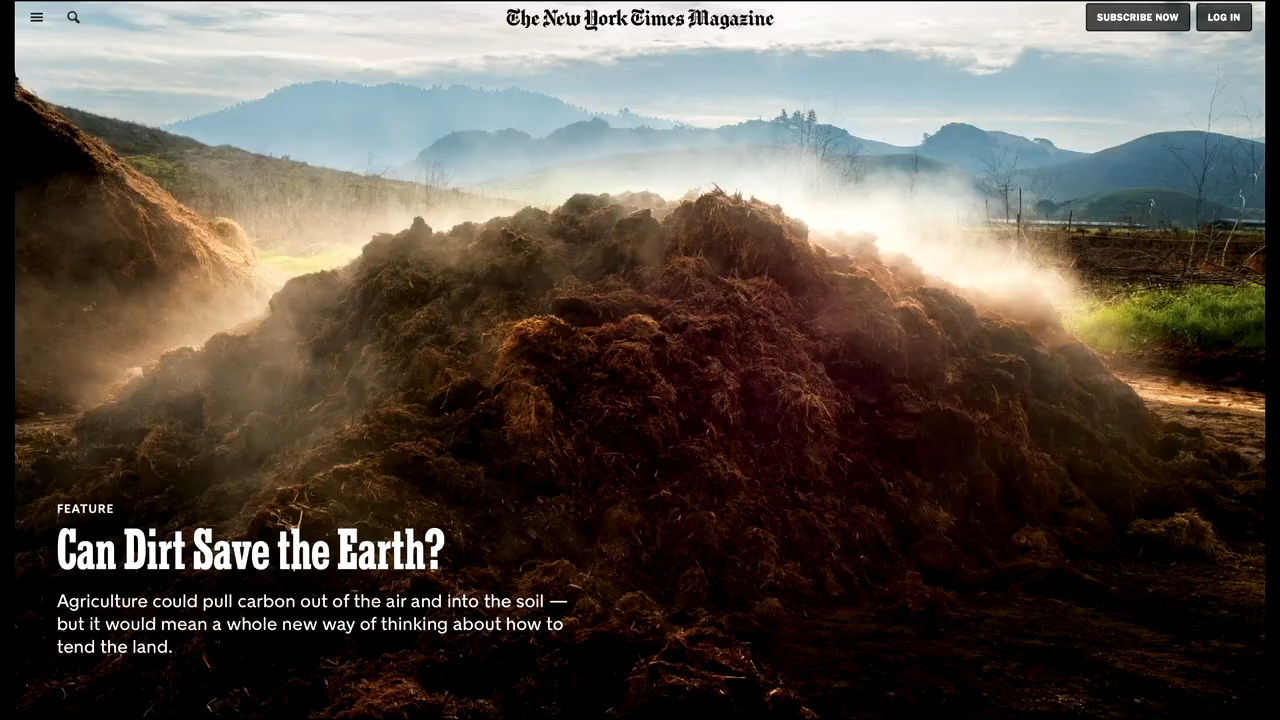 The New York Times Magazine
SUBSCRIBE NOW
LOG IN
FEATURE
Can Dirt Save the Earth?
Agriculture could pull carbon out of the air and into the soil —
but it would mean a whole new way of thinking about how to
tend the land.